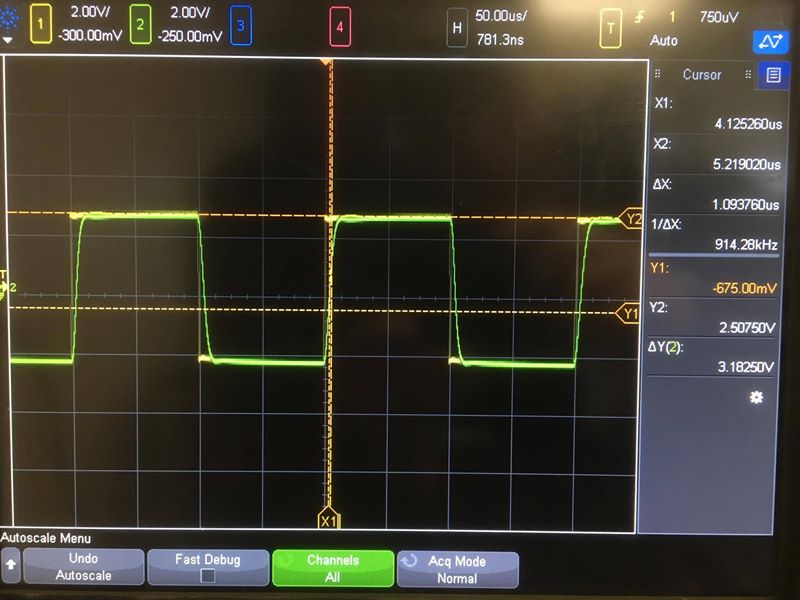 1
2.00V/
-300.00mV
2
2.00V/
-250.00mV
3
4
H
50.00us/
781.3ns
T
1
750uV
Auto
Cursor
X1:
4.125260us
X2:
5.219020us
ΔX:
1.093760us
1/ΔX:
914.28kHz
Y1:
-675.00mV
Y2:
2.50750V
ΔY(2):
3.18250V
Y2
Y1
T
2
X1
Autoscale Menu
Undo
Autoscale
Fast Debug
Channels
All
Acq Mode
Normal